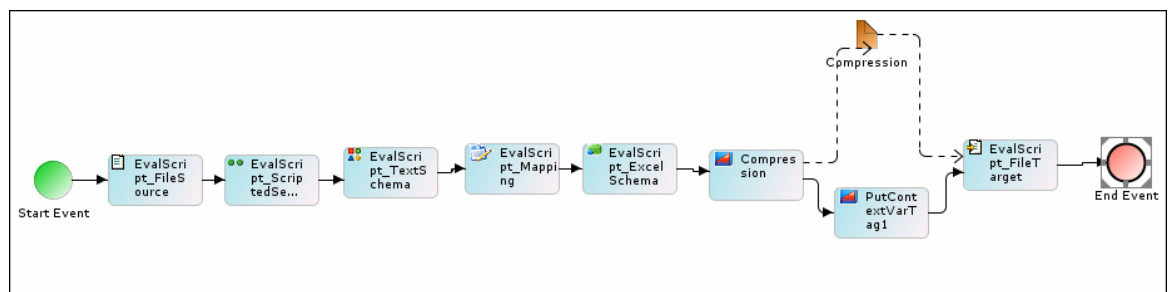 Start Event
EvalScri
pt_FileS
ource
EvalScri
pt_Scrip
tedSe...
EvalScri
pt_TextS
chema
EvalScri
pt_Mappi
ng
EvalScri
pt_Excel
Schema
Compres
sion
Compression
PutCont
extVarT
ag1
EvalScri
pt_FileT
arget
End Event